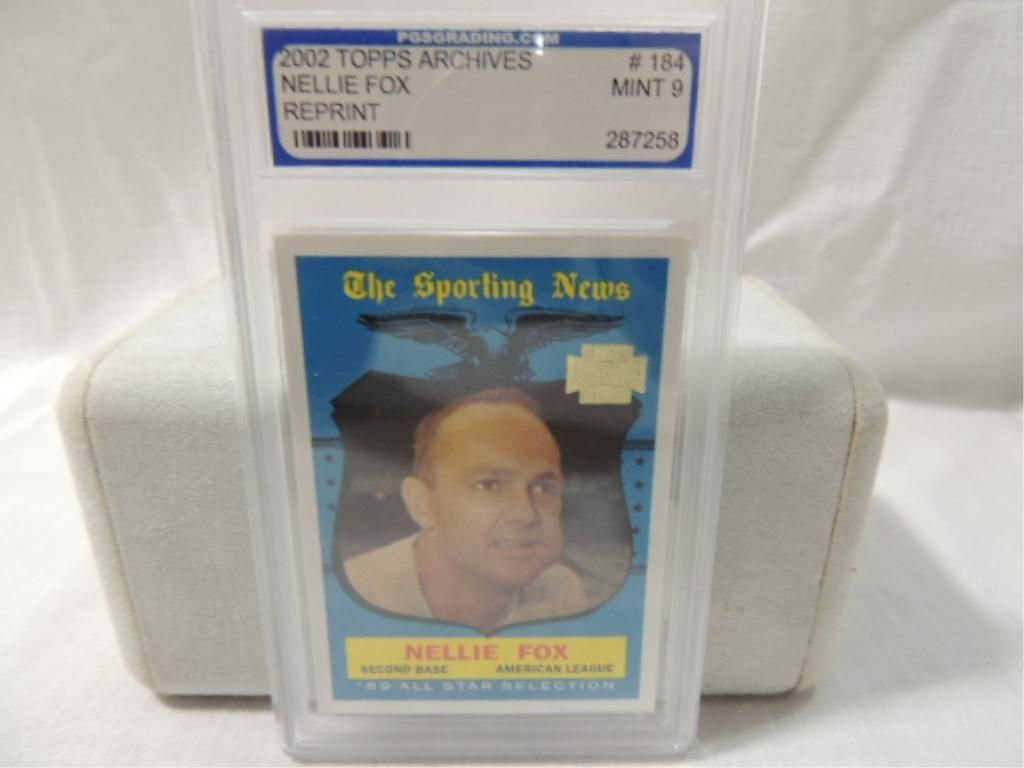 PGSGRADING.COM
2002 TOPPS ARCHIVES # 184
NELLIE FOX MINT 9
REPRINT
287258
The Sporting News
NELLIE FOX
SECOND BASE AMERICAN LEAGUE
'59 ALL STAR SELECTION